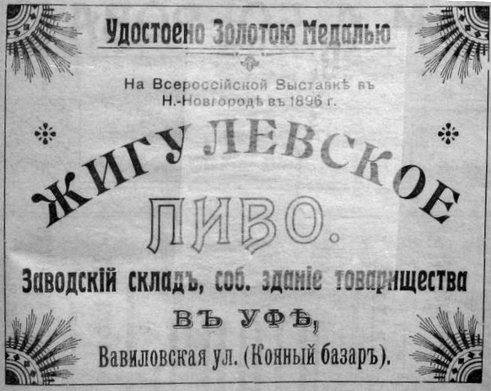 Удостоено Золотою Медалью
На Всероссійской Выставкѣ въ
Н.-Новгородѣ въ 1896 г.
ЖИГУЛЕВСКОЕ
ПИВО.
Заводскій складъ, соб. зданіе товарищества
ВЪ УФѢ,
Вавиловская ул. (Конный базаръ).